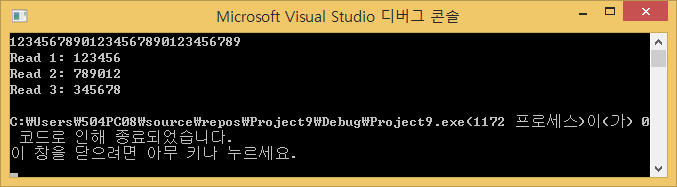 Microsoft Visual Studio 디버그 콘솔
12345678901234567890123456789
Read 1: 123456
Read 2: 789012
Read 3: 345678
C:₩Users₩504PC08₩source₩repos₩Project9₩Debug₩Project9.exe(1172 프로세스)이(가) 0
코드로 인해 종료되었습니다.
이 창을 닫으려면 아무 키나 누르세요.